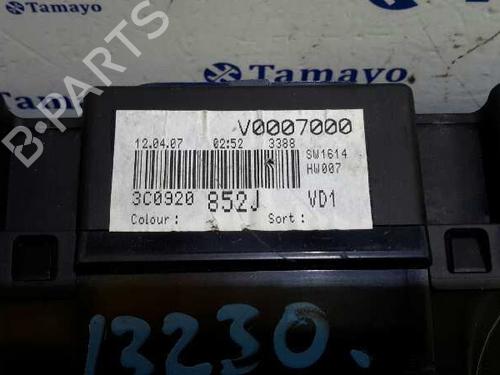 Tamayo
Tamayo
B-PARTS
V0007000
12.04.07 02:52 3388
SW1614
HW007
3C0920 852J VD1
Colour : Sort :
13230.